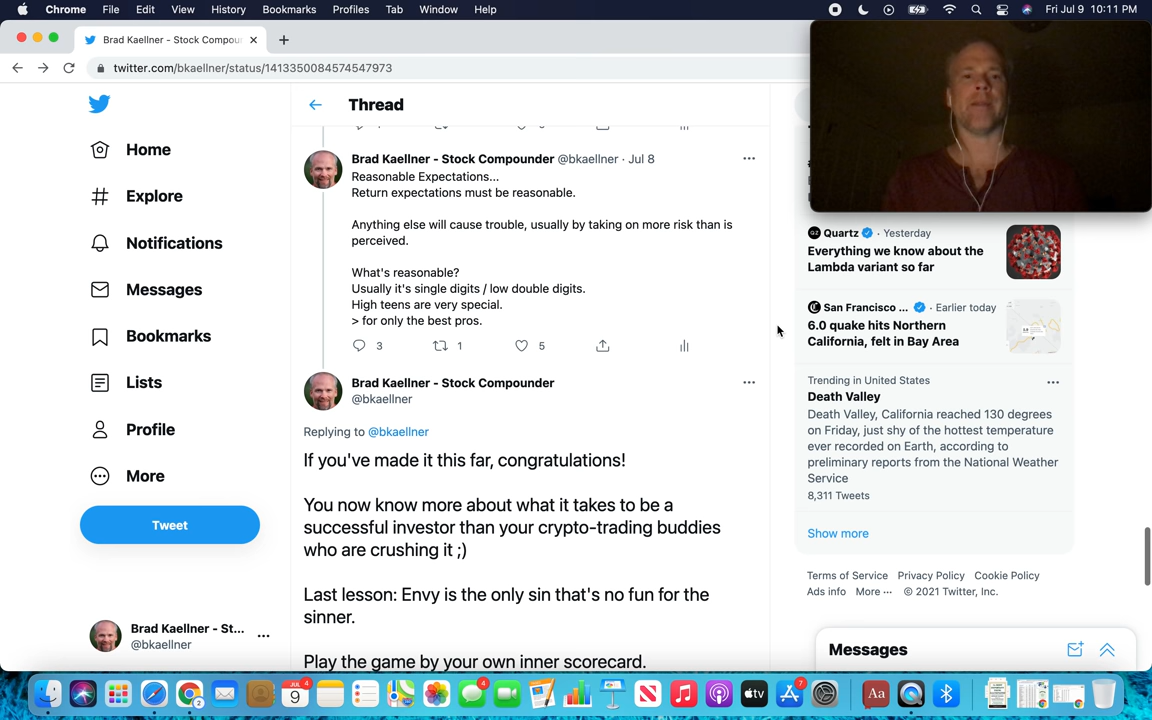 Chrome File Edit View History Bookmarks Profiles Tab Window Help
Fri Jul 9 10:11 PM
Brad Kaellner - Stock Compou
twitter.com/bkaellner/status/1413350084574547973
Thread
Home
Explore
Notifications
Messages
Bookmarks
Lists
Profile
More
Tweet
Brad Kaellner - St...
@bkaellner
Brad Kaellner - Stock Compounder @bkaellner · Jul 8
Reasonable Expectations...
Return expectations must be reasonable.
Anything else will cause trouble, usually by taking on more risk than is
perceived.
What's reasonable?
Usually it's single digits / low double digits.
High teens are very special.
> for only the best pros.
3 1 5
Brad Kaellner - Stock Compounder
@bkaellner
Replying to @bkaellner
If you've made it this far, congratulations!
You now know more about what it takes to be a
successful investor than your crypto-trading buddies
who are crushing it ;)
Last lesson: Envy is the only sin that's no fun for the
sinner.
Play the game by your own inner scorecard.
Quartz · Yesterday
Everything we know about the
Lambda variant so far
San Francisco ... · Earlier today
6.0 quake hits Northern
California, felt in Bay Area
Trending in United States
Death Valley
Death Valley, California reached 130 degrees
on Friday, just shy of the hottest temperature
ever recorded on Earth, according to
preliminary reports from the National Weather
Service
8,311 Tweets
Show more
Terms of Service Privacy Policy Cookie Policy
Ads info More ··· © 2021 Twitter, Inc.
Messages
2
JUL
9
4
4
tv
7
Aa